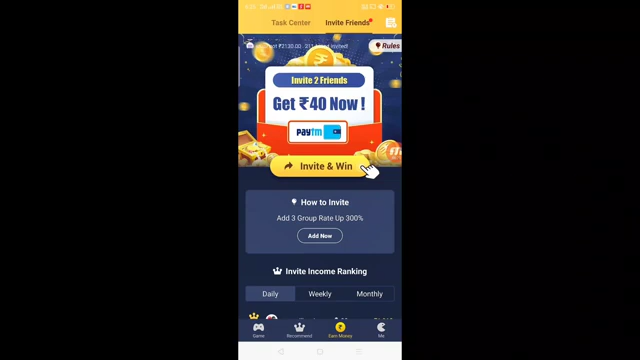 Task Center
Invite Friends
Rules
Invite 2 Friends
Get ₹40 Now !
paytm
Invite & Win
How to Invite
Add 3 Group Rate Up 300%
Add Now
Invite Income Ranking
Daily
Weekly
Monthly
Game
Recommend
Earn Money
Me